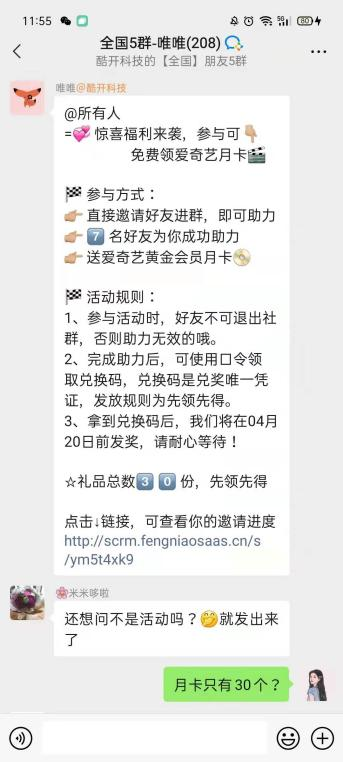 11:55
5G
80
全国5群-唯唯(208)
酷开科技的【全国】朋友5群
唯唯@酷开科技
@所有人
=💞 惊喜福利来袭，参与可👇🏼
免费领爱奇艺月卡🎬
🏁 参与方式：
👉🏼 直接邀请好友进群，即可助力
👉🏼 7️⃣ 名好友为你成功助力
👉🏼 送爱奇艺黄金会员月卡📀
🏁 活动规则：
1、参与活动时，好友不可退出社
群，否则助力无效的哦。
2、完成助力后，可使用口令领
取兑换码，兑换码是兑奖唯一凭
证，发放规则为先领先得。
3、拿到兑换码后，我们将在04月
20日前发奖，请耐心等待！
☆礼品总数3️⃣0️⃣份，先领先得
点击↓链接，可查看你的邀请进度
http://scrm.fengniaosaas.cn/s
/ym5t4xk9
🌸米米哆啦
还想问不是活动吗？🤭就发出来
了
月卡只有30个？